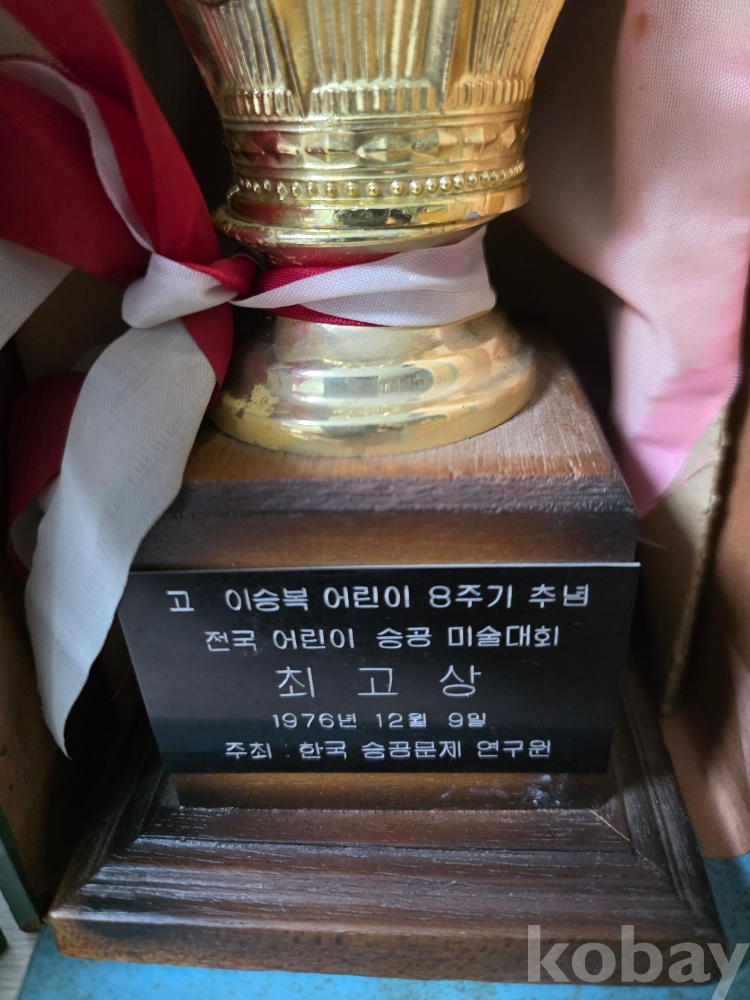 고 이승복 어린이 8주기 추념
전국 어린이 승공 미술대회
최 고 상
1976년 12월 9일
주최 : 한국 승공문제 연구원
kobay